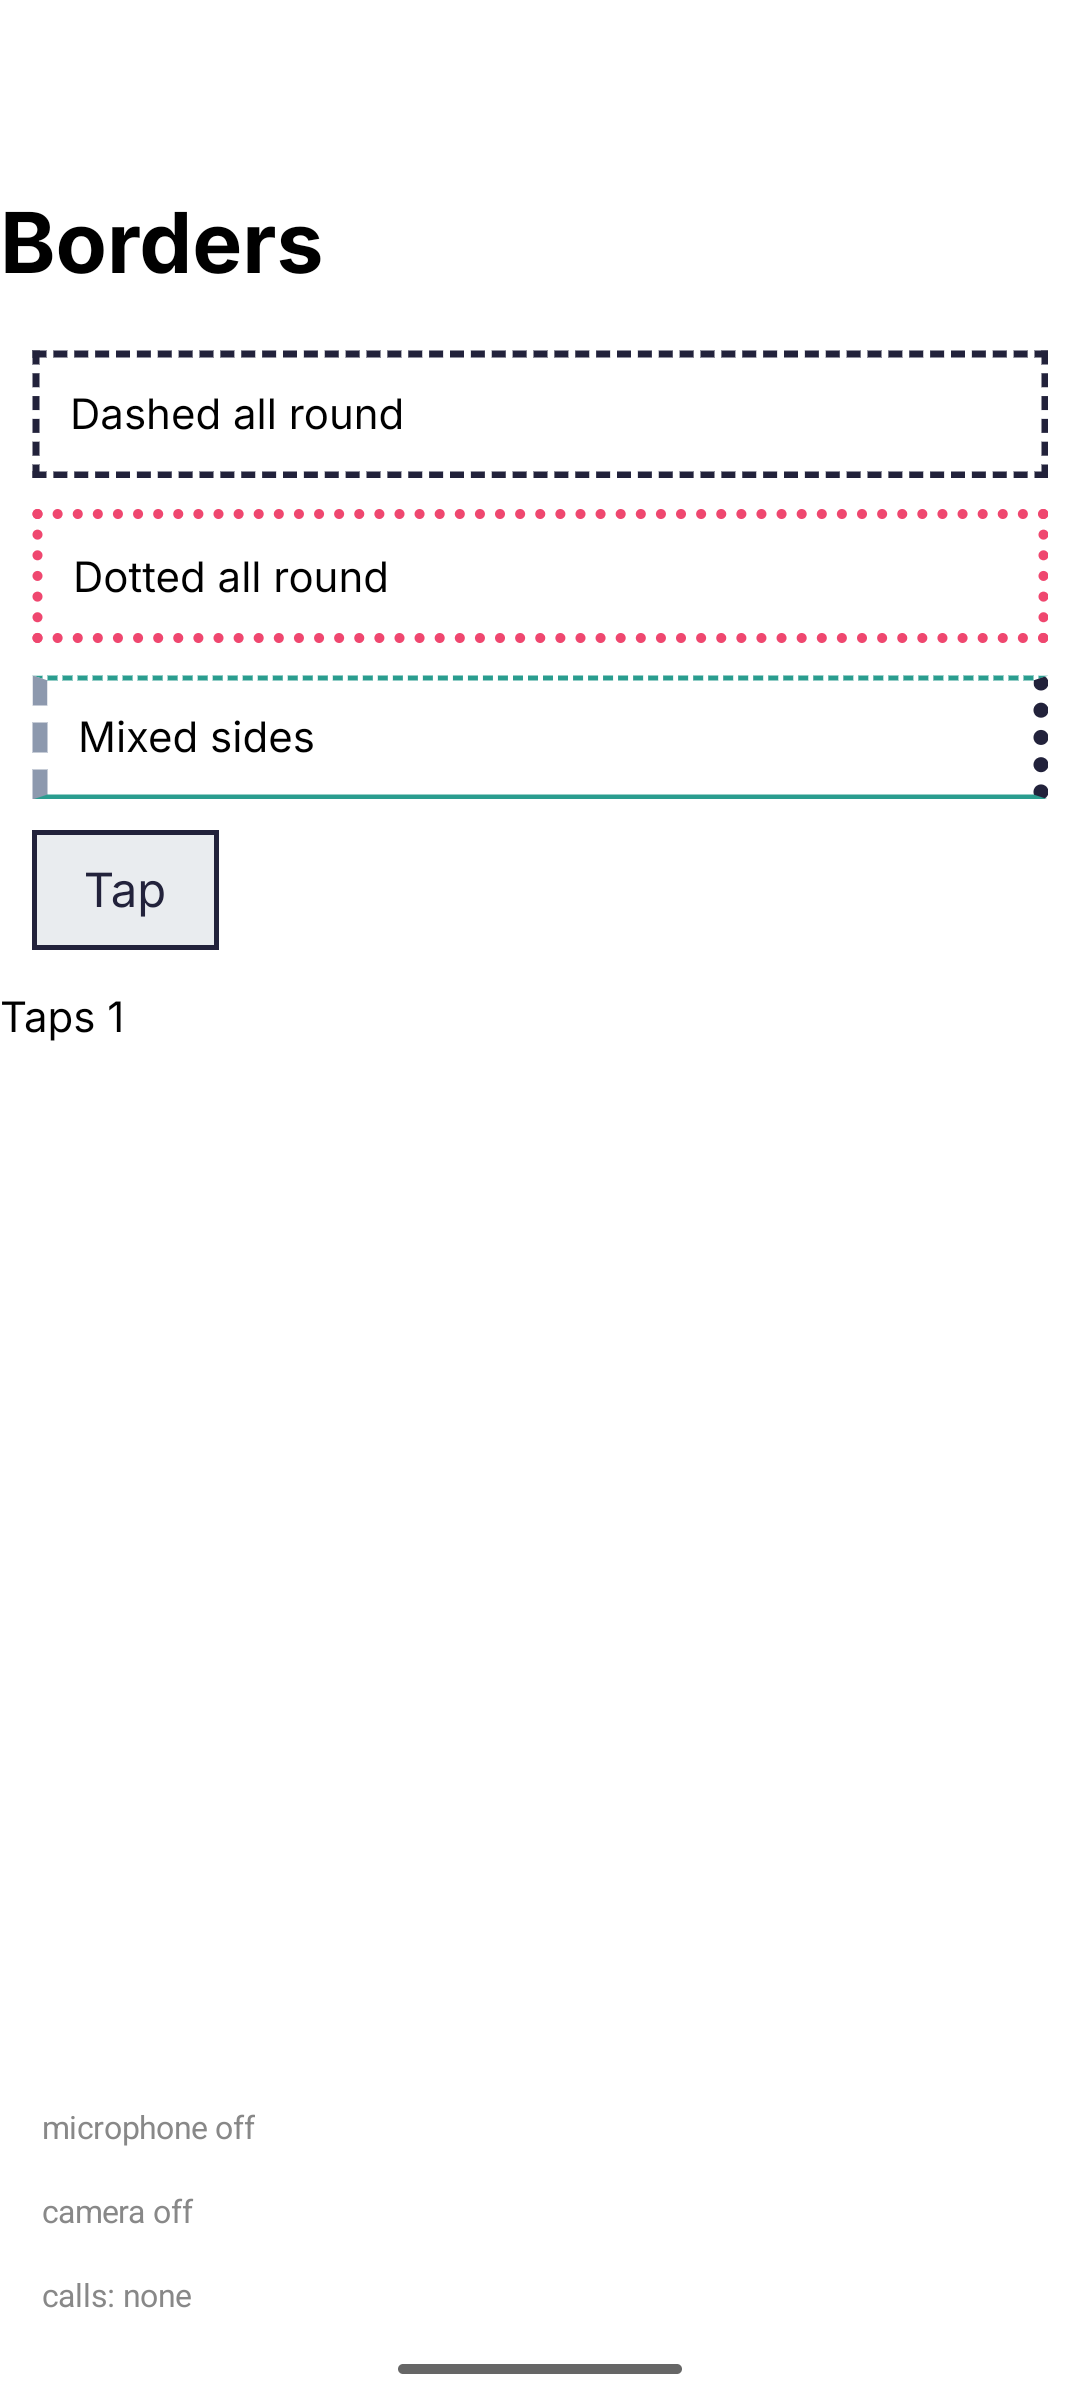 Borders
Dashed all round
Dotted all round
Mixed sides
Tap
Taps 1
microphone off
camera off
calls: none